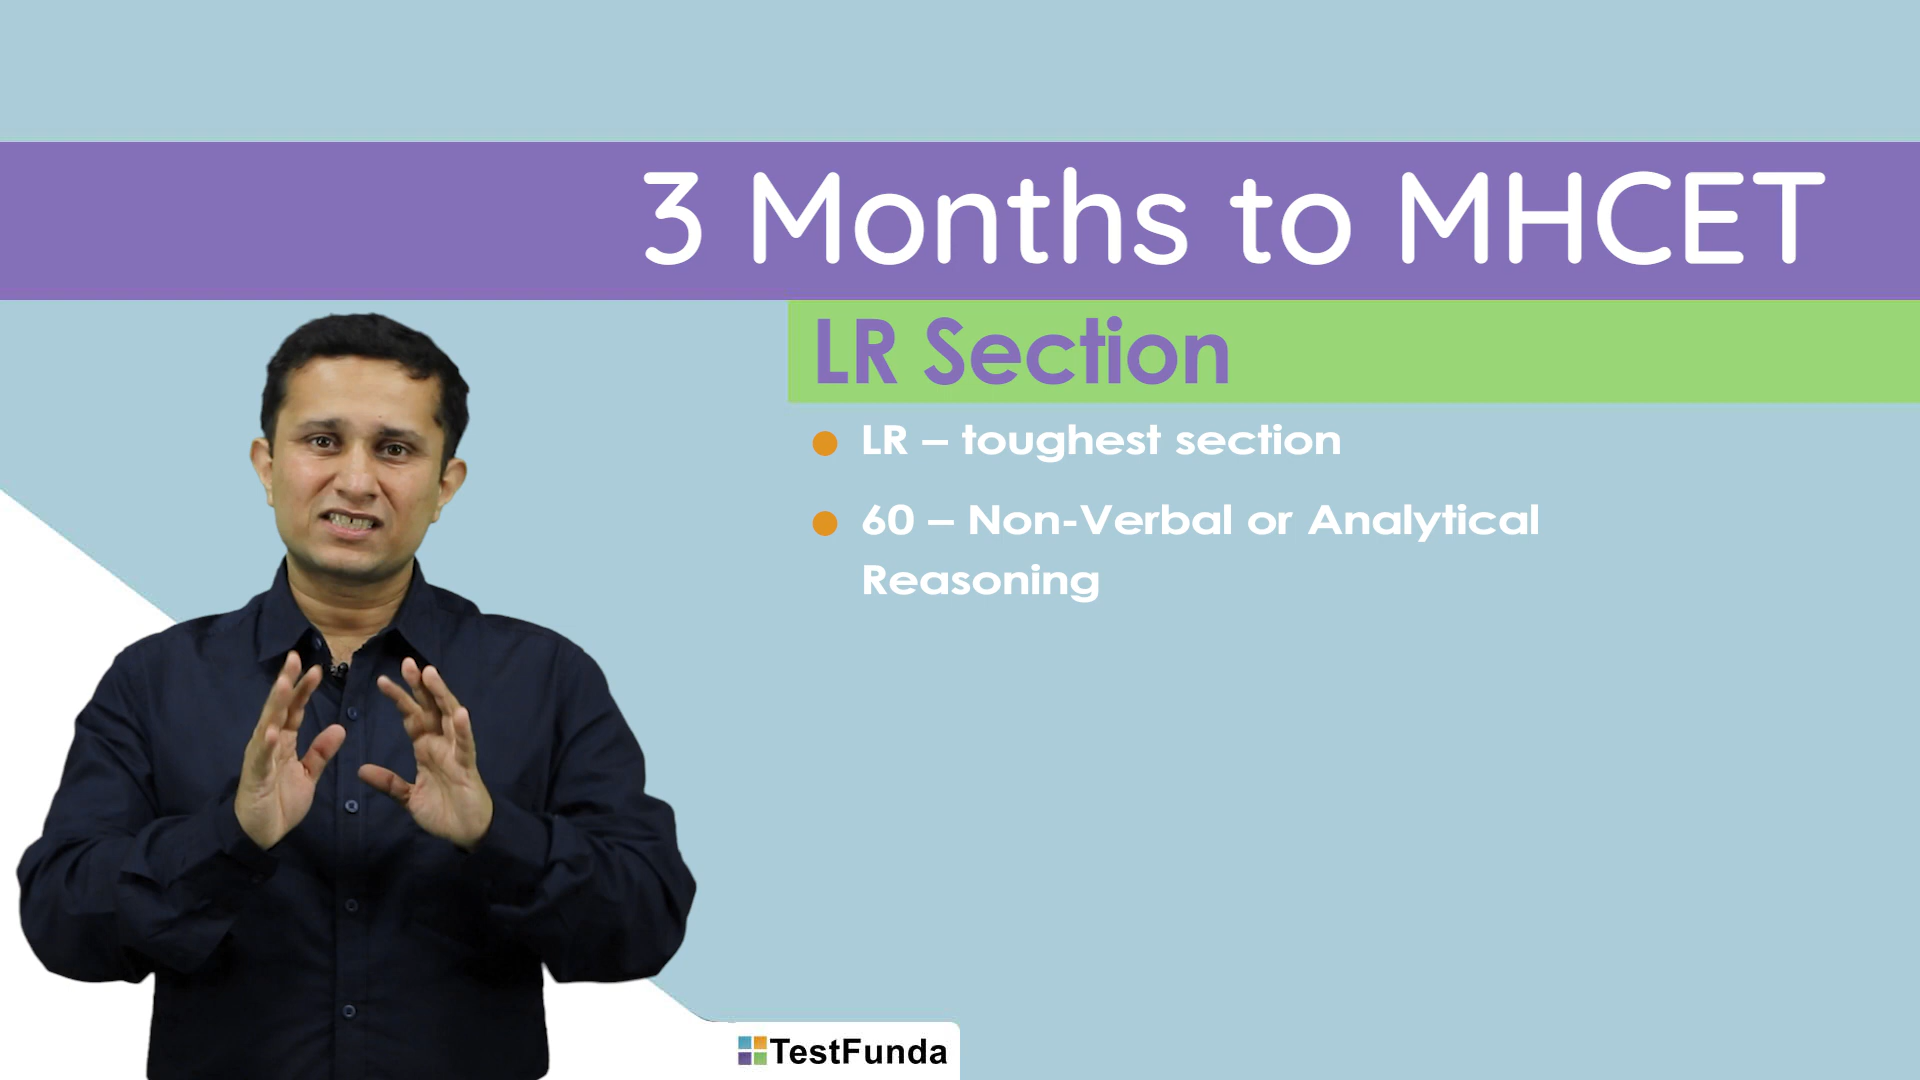 3 Months to MHCET
LR Section
LR – toughest section
60 – Non-Verbal or Analytical
Reasoning
TestFunda